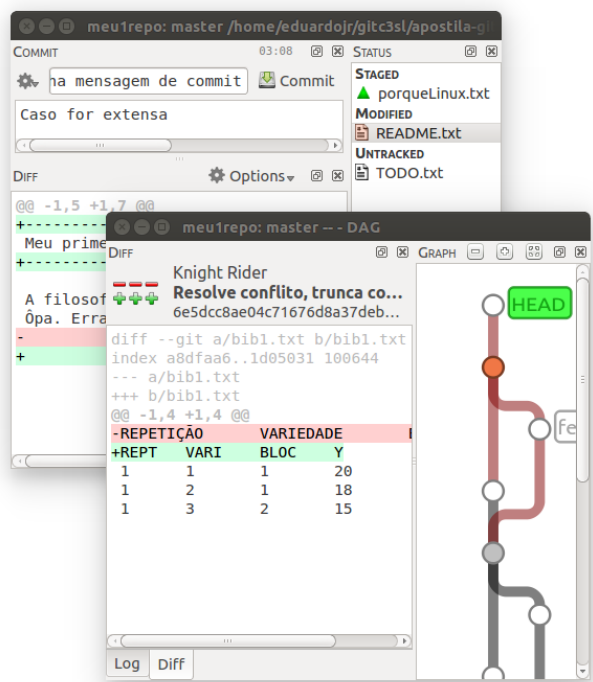 meu1repo: master /home/eduardojr/gitc3sl/apostila-gi
COMMIT 03:08
na mensagem de commit Commit
Caso for extensa
DIFF Options
@@ -1,5 +1,7 @@
+----------
Meu prime
+----------
A filosof
Ôpa. Erra
-
+
STATUS
STAGED
porqueLinux.txt
MODIFIED
README.txt
UNTRACKED
TODO.txt
meu1repo: master -- - DAG
DIFF
Knight Rider
Resolve conflito, trunca co...
6e5dcc8ae04c71676d8a37deb...
diff --git a/bib1.txt b/bib1.txt
index a8dfaa6..1d05031 100644
--- a/bib1.txt
+++ b/bib1.txt
@@ -1,4 +1,4 @@
-REPETIÇÃO VARIEDADE
+REPT VARI BLOC Y
1 1 1 20
1 2 1 18
1 3 2 15
Log Diff
GRAPH
HEAD
fe